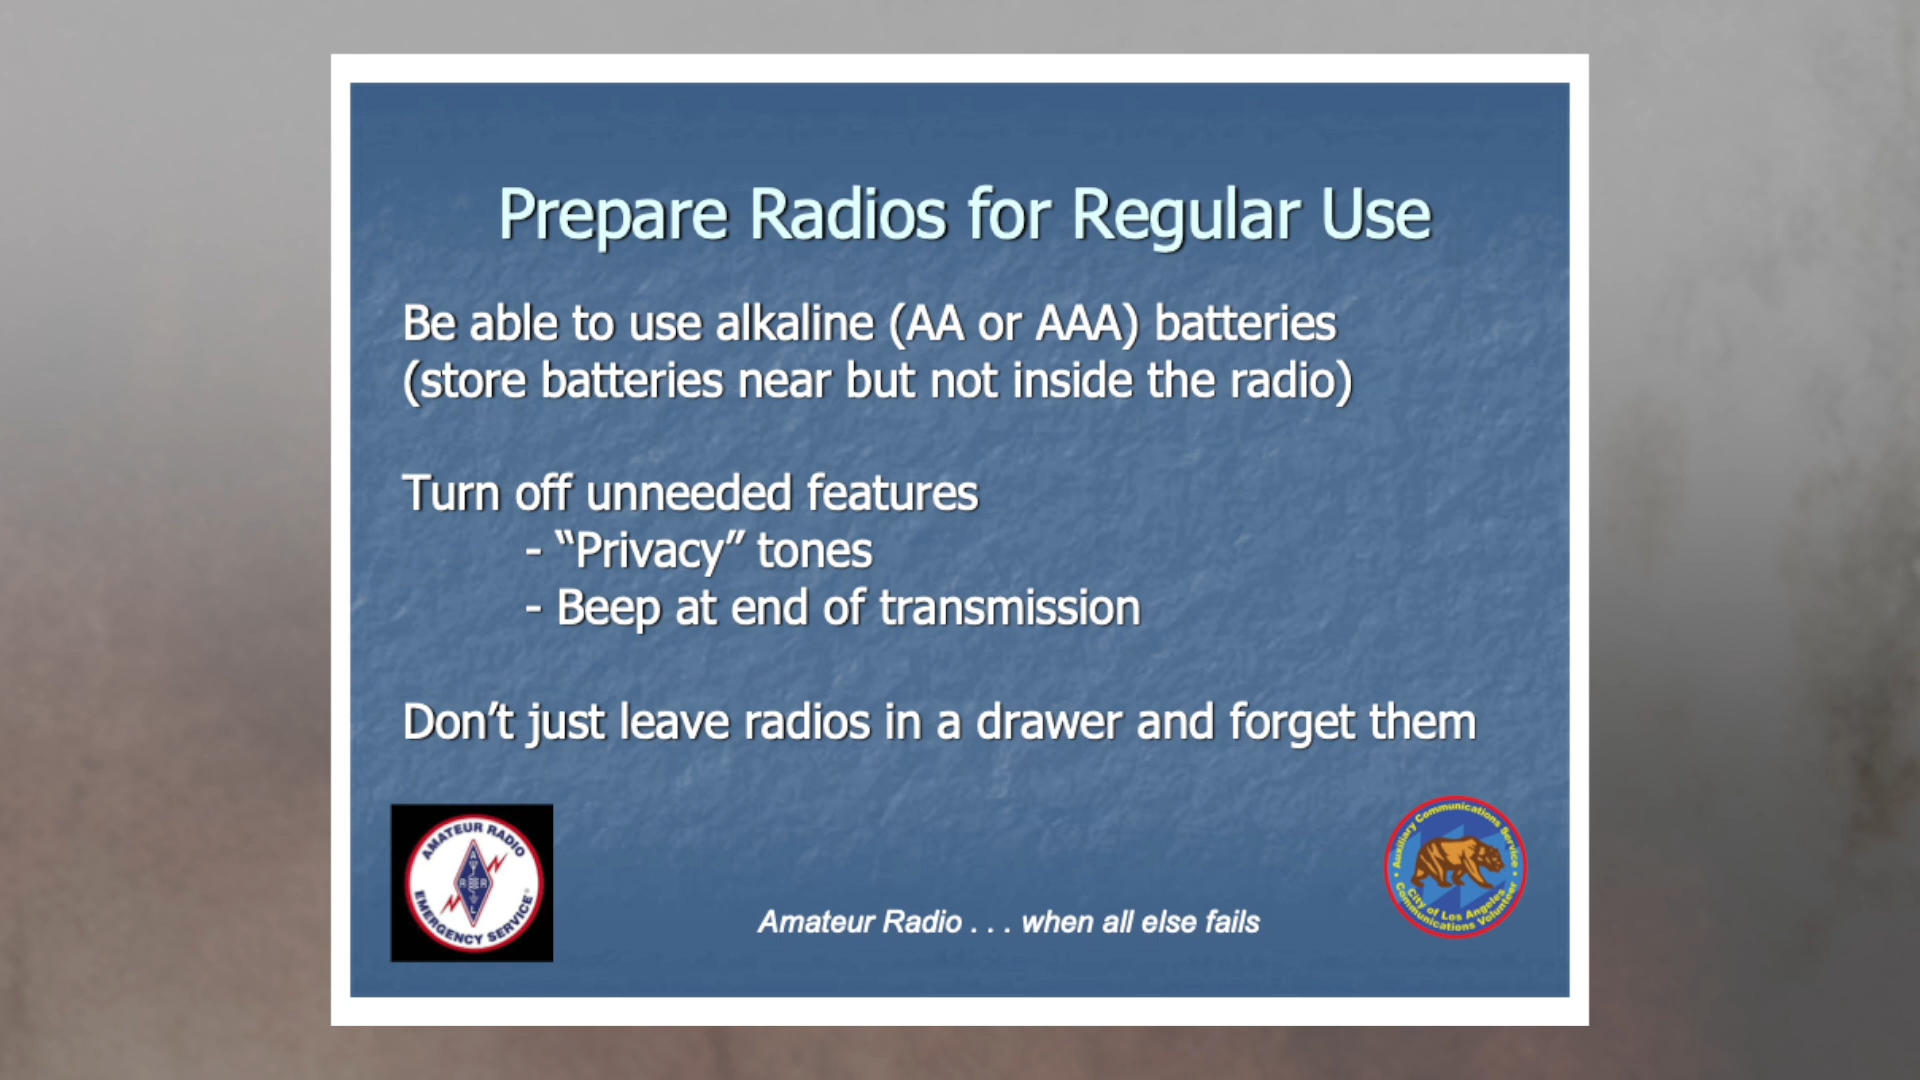 Prepare Radios for Regular Use
Be able to use alkaline (AA or AAA) batteries
(store batteries near but not inside the radio)
Turn off unneeded features
- “Privacy” tones
- Beep at end of transmission
Don’t just leave radios in a drawer and forget them
AMATEUR RADIO
A
R R
L
EMERGENCY SERVICE
Amateur Radio . . . when all else fails
Auxiliary Communications Service
City of Los Angeles
Communications Volunteer